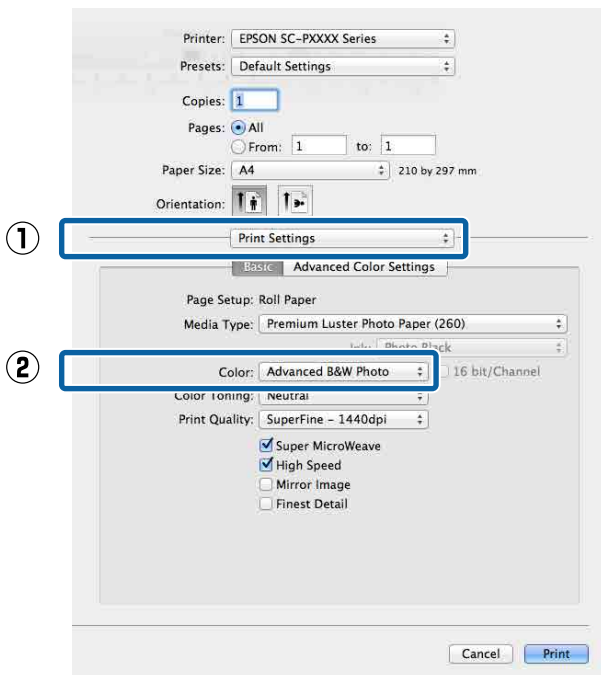 Printer: EPSON SC-PXXXX Series
Presets: Default Settings
Copies: 1
Pages: All
From: 1 to: 1
Paper Size: A4 210 by 297 mm
Orientation:
1
Print Settings
Basic Advanced Color Settings
Page Setup: Roll Paper
Media Type: Premium Luster Photo Paper (260)
Ink: Photo Black
2
Color: Advanced B&W Photo 16 bit/Channel
Color Toning: Neutral
Print Quality: SuperFine – 1440dpi
Super MicroWeave
High Speed
Mirror Image
Finest Detail
Cancel Print